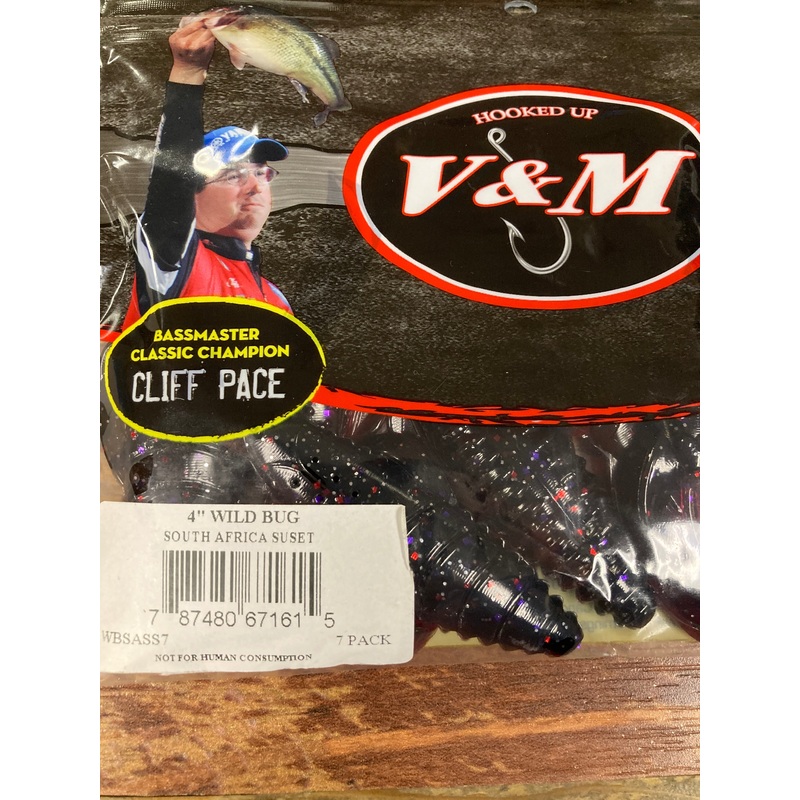 HOOKED UP
V&M
BASSMASTER
CLASSIC CHAMPION
CLIFF PACE
4" WILD BUG
SOUTH AFRICA SUSET
7 87480 67161 5
WBSASS7
7 PACK
NOT FOR HUMAN CONSUMPTION